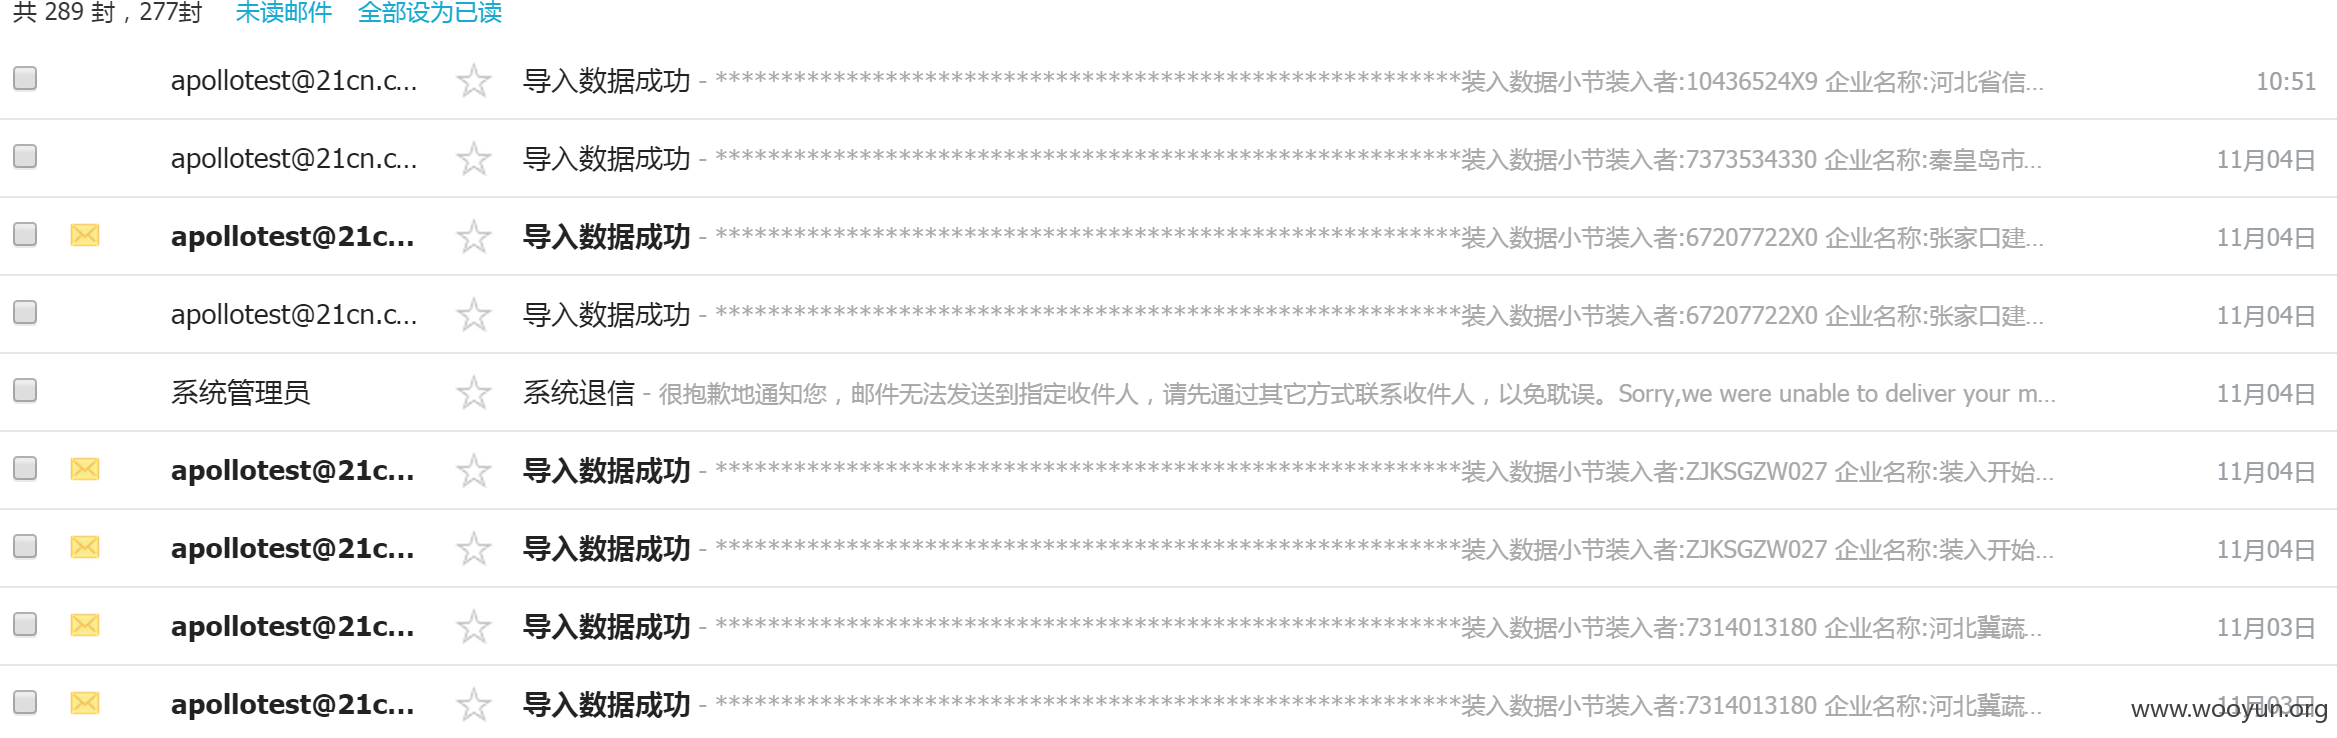 共 289 封，277封 未读邮件 全部设为已读
apollotest@21cn.c... 导入数据成功 - *********************************************************装入数据小节装入者:10436524X9 企业名称:河北省信... 10:51
apollotest@21cn.c... 导入数据成功 - *********************************************************装入数据小节装入者:7373534330 企业名称:秦皇岛市... 11月04日
apollotest@21c... 导入数据成功 - *********************************************************装入数据小节装入者:67207722X0 企业名称:张家口建... 11月04日
apollotest@21cn.c... 导入数据成功 - *********************************************************装入数据小节装入者:67207722X0 企业名称:张家口建... 11月04日
系统管理员 系统退信 - 很抱歉地通知您，邮件无法发送到指定收件人，请先通过其它方式联系收件人，以免耽误。Sorry,we were unable to deliver your m... 11月04日
apollotest@21c... 导入数据成功 - *********************************************************装入数据小节装入者:ZJKSGZW027 企业名称:装入开始... 11月04日
apollotest@21c... 导入数据成功 - *********************************************************装入数据小节装入者:ZJKSGZW027 企业名称:装入开始... 11月04日
apollotest@21c... 导入数据成功 - *********************************************************装入数据小节装入者:7314013180 企业名称:河北冀蔬... 11月03日
apollotest@21c... 导入数据成功 - *********************************************************装入数据小节装入者:7314013180 企业名称:河北冀蔬... 11月03日
www.wooyun.org